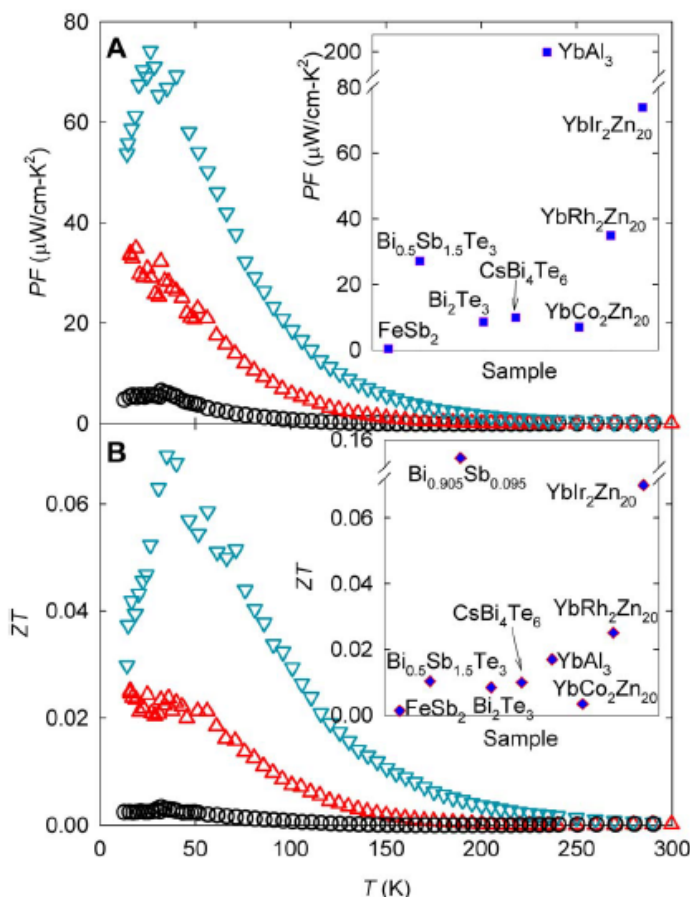 A
PF (μW/cm-K²)
80
60
40
20
0
PF (μW/cm-K²)
200
80
60
40
20
0
YbAl₃
YbIr₂Zn₂₀
YbRh₂Zn₂₀
Bi₀.₅Sb₁.₅Te₃
CsBi₄Te₆
Bi₂Te₃
YbCo₂Zn₂₀
FeSb₂
Sample
B
ZT
0.06
0.04
0.02
0.00
ZT
0.16
0.06
0.04
0.02
0.00
Bi₀.₉₀₅Sb₀.₀₉₅
YbIr₂Zn₂₀
YbRh₂Zn₂₀
CsBi₄Te₆
Bi₀.₅Sb₁.₅Te₃
YbAl₃
YbCo₂Zn₂₀
FeSb₂
Bi₂Te₃
Sample
0 50 100 150 200 250 300
T (K)